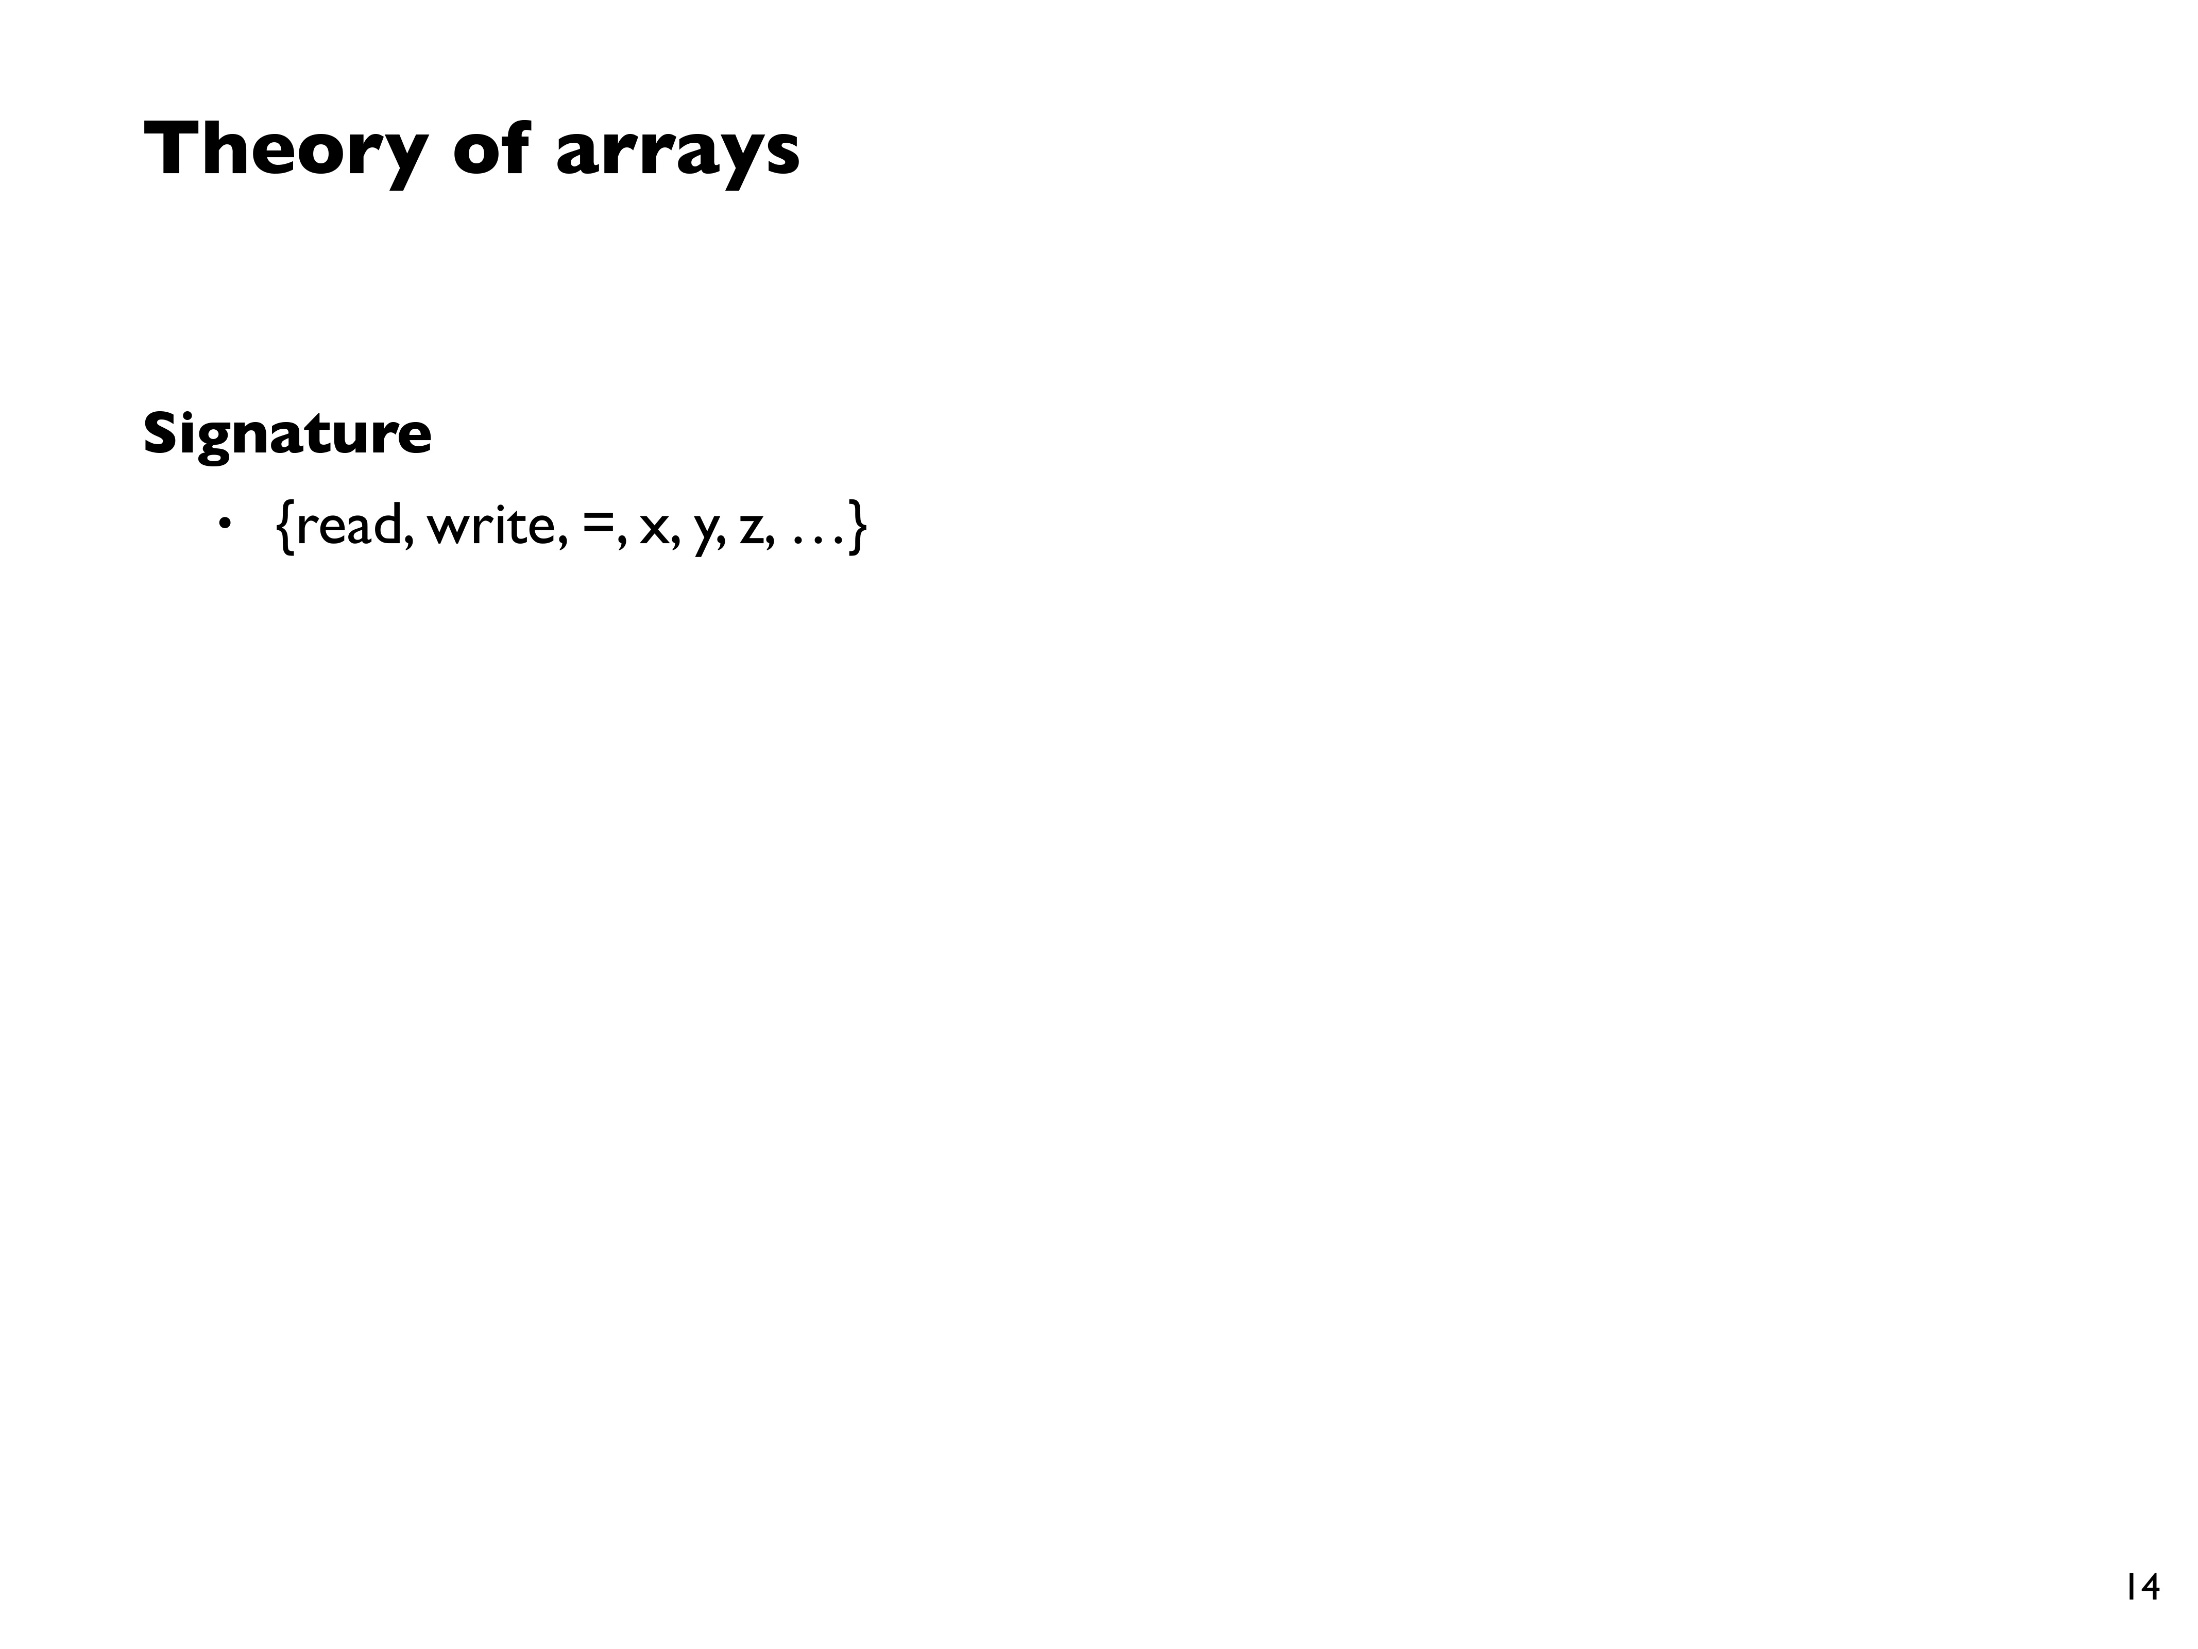 Theory of arrays
Signature
• {read, write, =, x, y, z, …}
14